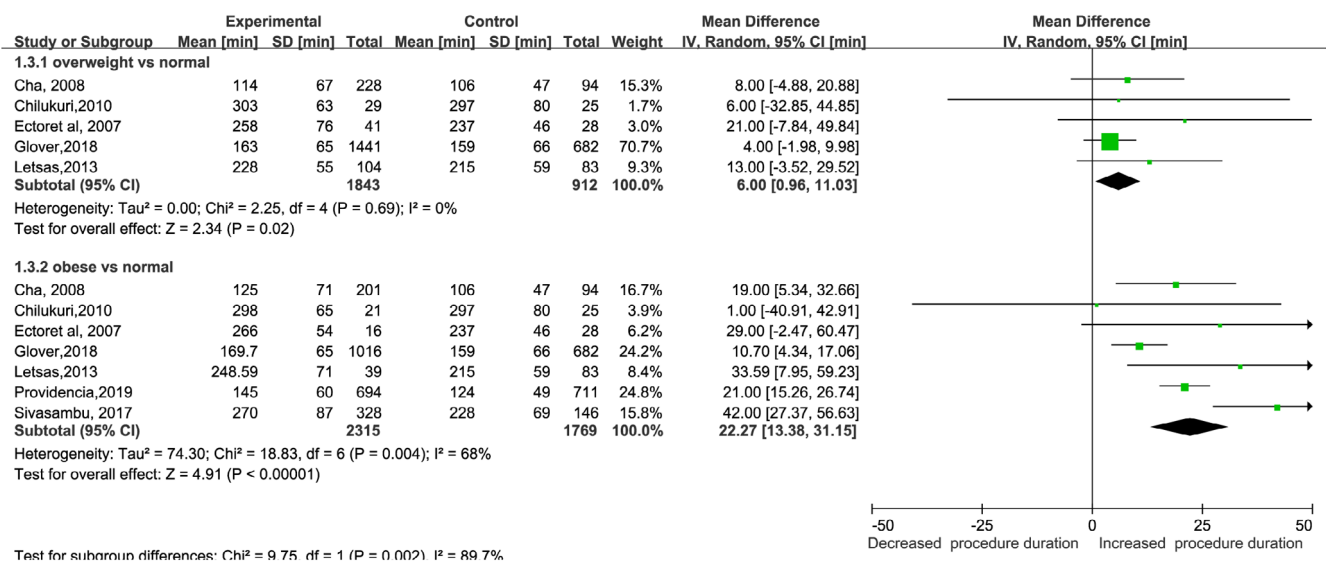 Experimental Control Mean Difference Mean Difference
Study or Subgroup Mean [min] SD [min] Total Mean [min] SD [min] Total Weight IV, Random, 95% CI [min] IV, Random, 95% CI [min]
1.3.1 overweight vs normal
Cha, 2008 114 67 228 106 47 94 15.3% 8.00 [-4.88, 20.88]
Chilukuri,2010 303 63 29 297 80 25 1.7% 6.00 [-32.85, 44.85]
Ectoret al, 2007 258 76 41 237 46 28 3.0% 21.00 [-7.84, 49.84]
Glover,2018 163 65 1441 159 66 682 70.7% 4.00 [-1.98, 9.98]
Letsas,2013 228 55 104 215 59 83 9.3% 13.00 [-3.52, 29.52]
Subtotal (95% CI) 1843 912 100.0% 6.00 [0.96, 11.03]
Heterogeneity: Tau² = 0.00; Chi² = 2.25, df = 4 (P = 0.69); I² = 0%
Test for overall effect: Z = 2.34 (P = 0.02)
1.3.2 obese vs normal
Cha, 2008 125 71 201 106 47 94 16.7% 19.00 [5.34, 32.66]
Chilukuri,2010 298 65 21 297 80 25 3.9% 1.00 [-40.91, 42.91]
Ectoret al, 2007 266 54 16 237 46 28 6.2% 29.00 [-2.47, 60.47]
Glover,2018 169.7 65 1016 159 66 682 24.2% 10.70 [4.34, 17.06]
Letsas,2013 248.59 71 39 215 59 83 8.4% 33.59 [7.95, 59.23]
Providencia,2019 145 60 694 124 49 711 24.8% 21.00 [15.26, 26.74]
Sivasambu, 2017 270 87 328 228 69 146 15.8% 42.00 [27.37, 56.63]
Subtotal (95% CI) 2315 1769 100.0% 22.27 [13.38, 31.15]
Heterogeneity: Tau² = 74.30; Chi² = 18.83, df = 6 (P = 0.004); I² = 68%
Test for overall effect: Z = 4.91 (P < 0.00001)
-50 -25 0 25 50
Decreased procedure duration Increased procedure duration
Test for subgroup differences: Chi² = 9.75, df = 1 (P = 0.002), I² = 89.7%